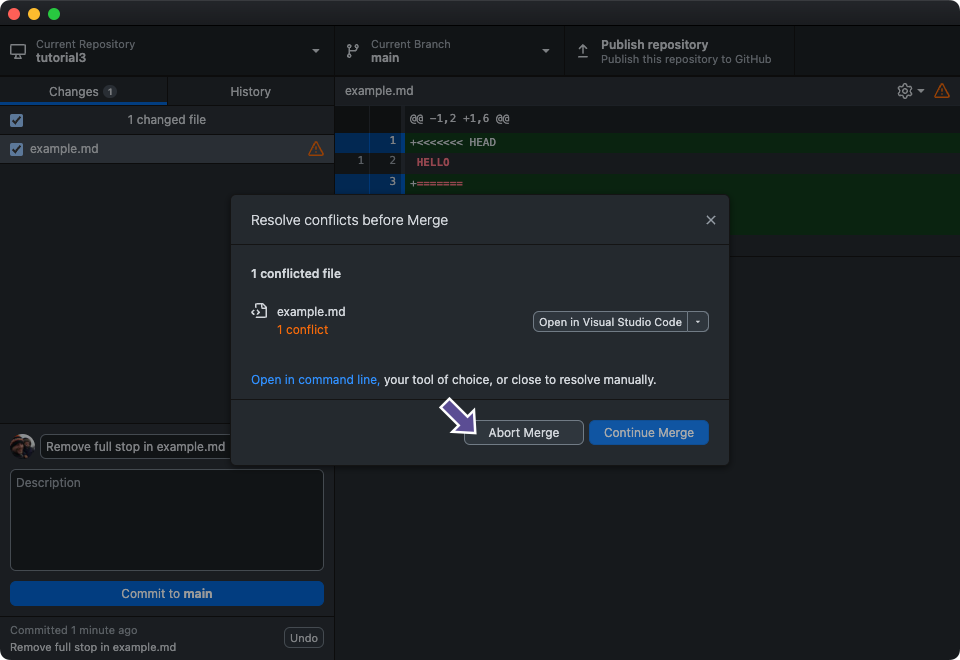 Current Repository
tutorial3
Current Branch
main
Publish repository
Publish this repository to GitHub
Changes 1
History
example.md
1 changed file
example.md
@@ -1,2 +1,6 @@
1 +<<<<<<< HEAD
1 2 HELLO
3 +=======
Resolve conflicts before Merge
1 conflicted file
example.md
1 conflict
Open in Visual Studio Code
Open in command line, your tool of choice, or close to resolve manually.
Abort Merge
Continue Merge
Remove full stop in example.md
Description
Commit to main
Committed 1 minute ago
Remove full stop in example.md
Undo